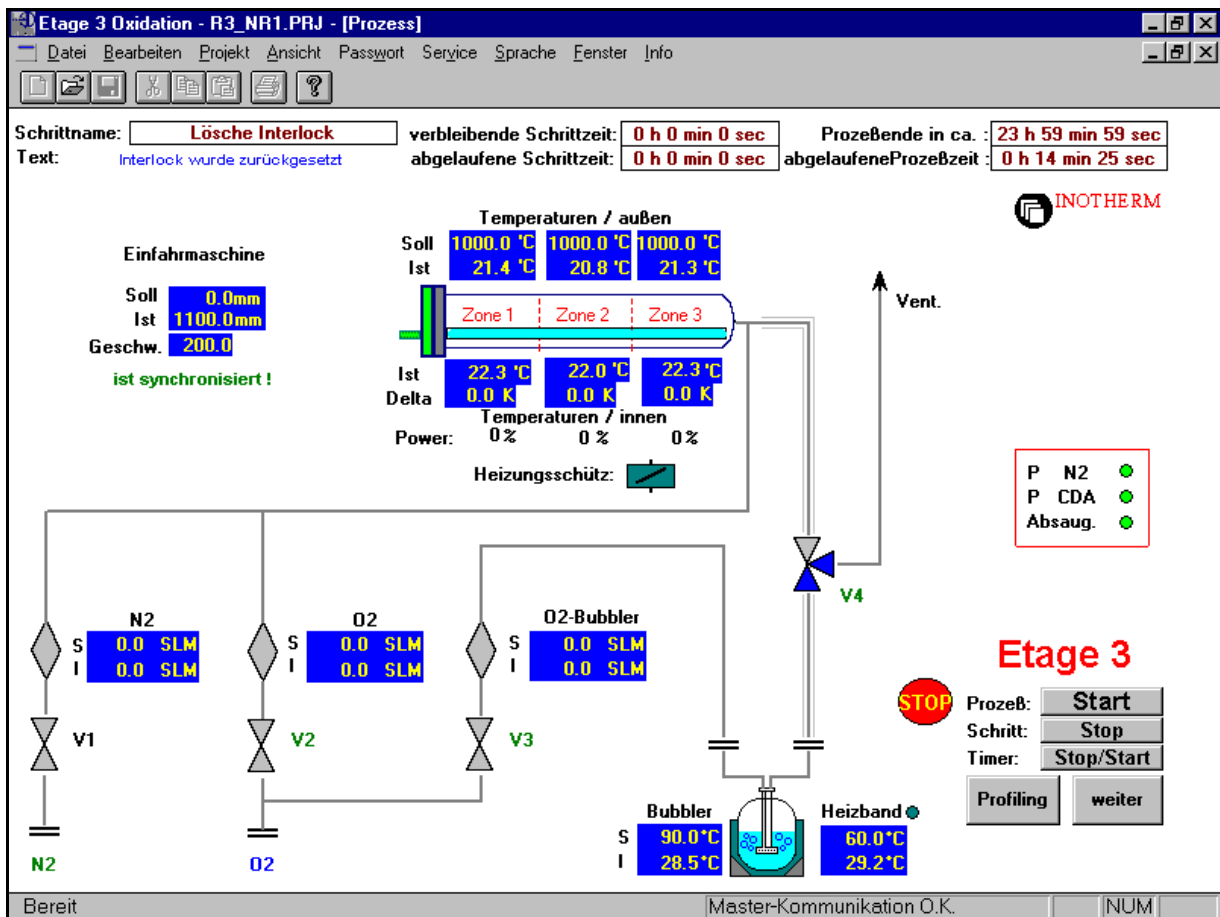 Etage 3 Oxidation - R3_NR1.PRJ - [Prozess]
Datei Bearbeiten Projekt Ansicht Passwort Service Sprache Fenster Info
Schrittname: Lösche Interlock verbleibende Schrittzeit: 0 h 0 min 0 sec Prozeßende in ca. : 23 h 59 min 59 sec
Text: Interlock wurde zurückgesetzt abgelaufene Schrittzeit: 0 h 0 min 0 sec abgelaufeneProzeßzeit : 0 h 14 min 25 sec
INOTHERM
Temperaturen / außen
Soll 1000.0 °C 1000.0 °C 1000.0 °C
Ist 21.4 °C 20.8 °C 21.3 °C
Einfahrmaschine
Soll 0.0mm
Ist 1100.0mm
Geschw. 200.0
ist synchronisiert !
Zone 1 Zone 2 Zone 3
Vent.
Ist 22.3 °C 22.0 °C 22.3 °C
Delta 0.0 K 0.0 K 0.0 K
Temperaturen / innen
Power: 0% 0% 0%
Heizungsschütz:
P N2
P CDA
Absaug.
V4
N2 O2 O2-Bubbler
S 0.0 SLM S 0.0 SLM S 0.0 SLM
I 0.0 SLM I 0.0 SLM I 0.0 SLM
V1 V2 V3
Etage 3
STOP
Prozeß: Start
Schritt: Stop
Timer: Stop/Start
Profiling weiter
Bubbler Heizband
S 90.0°C 60.0°C
I 28.5°C 29.2°C
N2 O2
Bereit Master-Kommunikation O.K. NUM